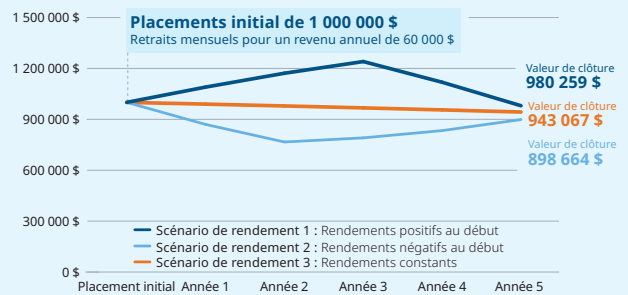 1 500 000 $
Placements initial de 1 000 000 $
Retraits mensuels pour un revenu annuel de 60 000 $
1 200 000 $
Valeur de clôture
980 259 $
Valeur de clôture
943 067 $
900 000 $
Valeur de clôture
898 664 $
600 000 $
300 000 $
Scénario de rendement 1 : Rendements positifs au début
Scénario de rendement 2 : Rendements négatifs au début
Scénario de rendement 3 : Rendements constants
0 $
Placement initial Année 1 Année 2 Année 3 Année 4 Année 5